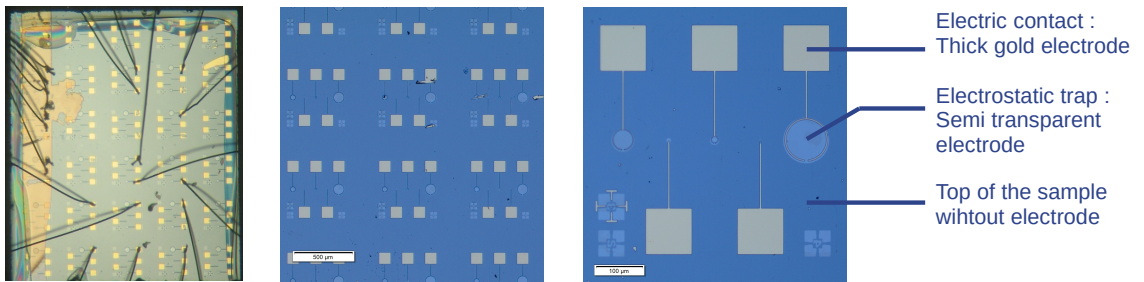 Electric contact :
Thick gold electrode
Electrostatic trap :
Semi transparent
electrode
Top of the sample
wihtout electrode
500 µm
100 µm